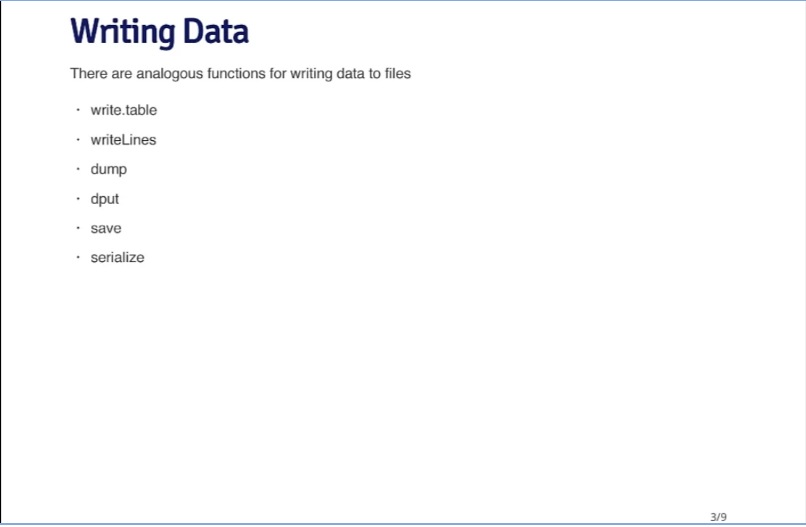 Writing Data
There are analogous functions for writing data to files
· write.table
· writeLines
· dump
· dput
· save
· serialize
3/9